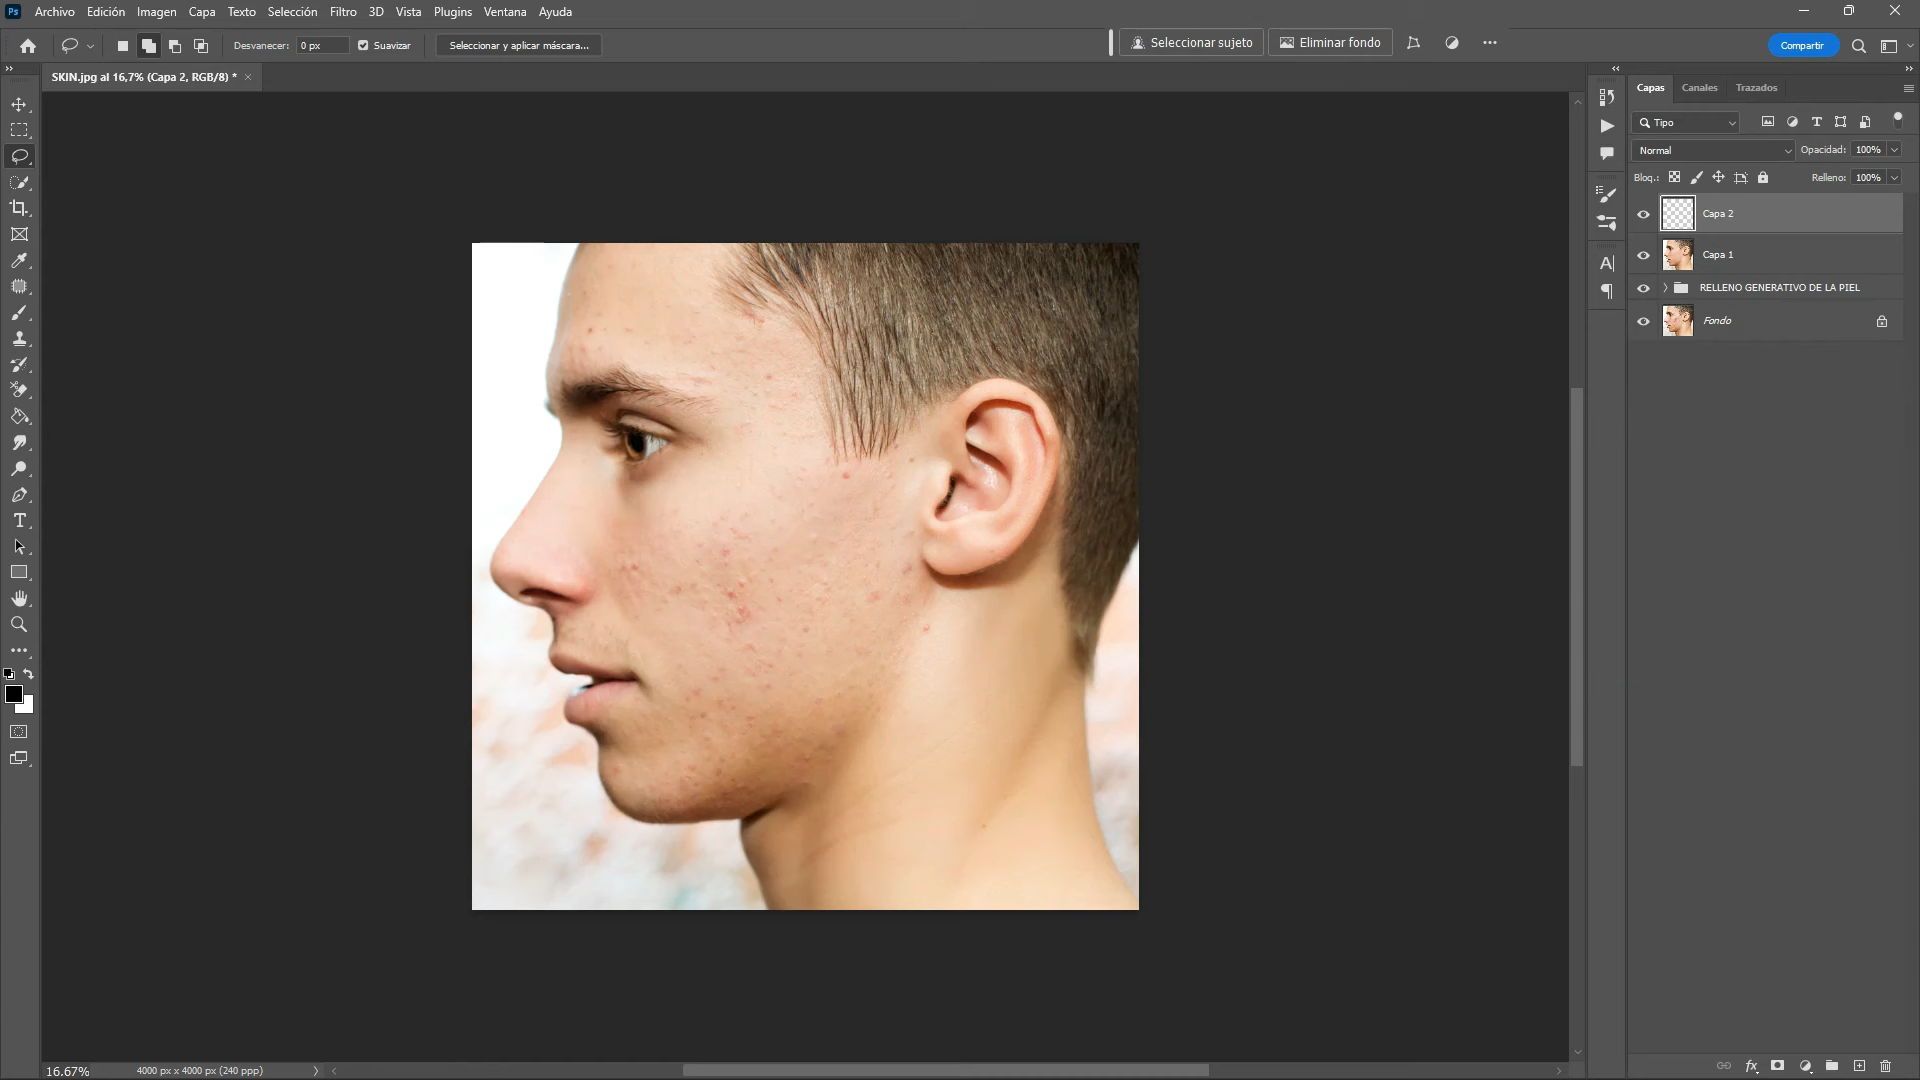 Ps Archivo Edición Imagen Capa Texto Selección Filtro 3D Vista Plugins Ventana Ayuda
Desvanecer: 0 px Suavizar Seleccionar y aplicar máscara... Seleccionar sujeto Eliminar fondo Compartir
SKIN.jpg al 16,7% (Capa 2, RGB/8) *
Capas Canales Trazados
Tipo
Normal Opacidad: 100%
Bloq.: Relleno: 100%
Capa 2
Capa 1
RELLENO GENERATIVO DE LA PIEL
Fondo
16.67% 4000 px x 4000 px (240 ppp)